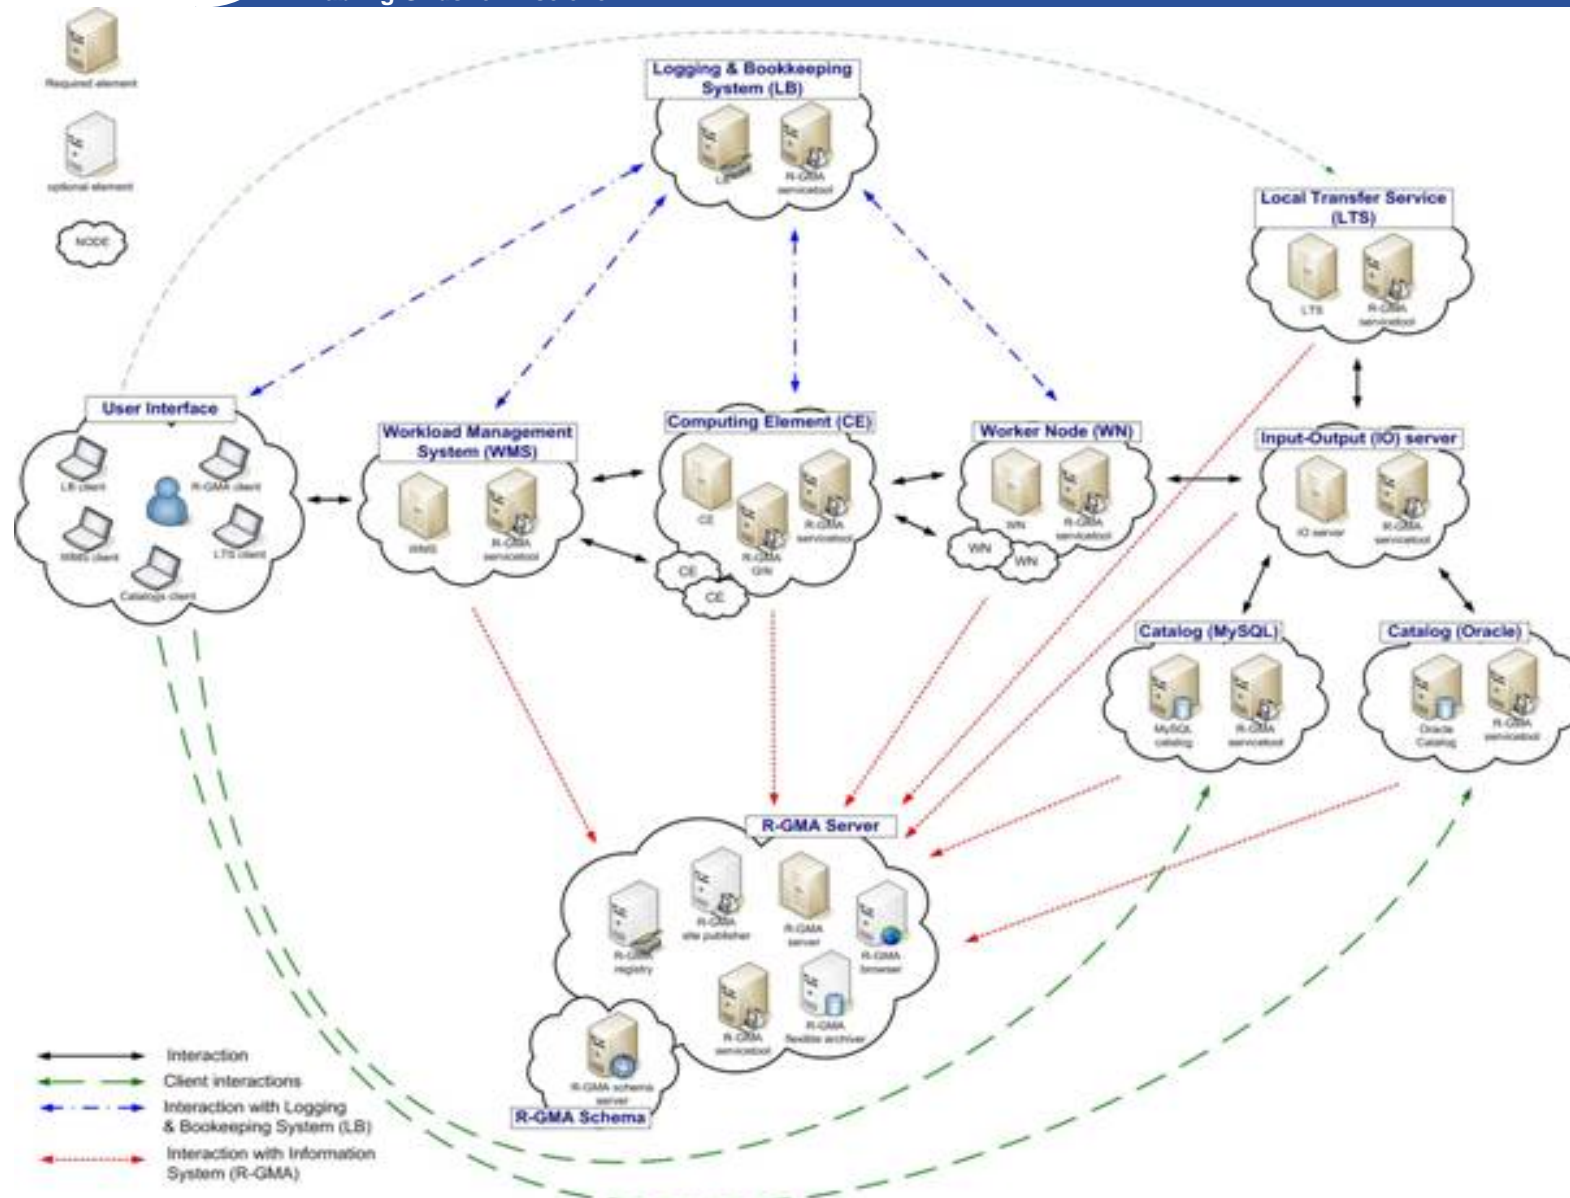 Required element
optional element
NODE
Logging & Bookkeeping
System (LB)
LB
R-GMA
servicetool
Local Transfer Service
(LTS)
LTS
R-GMA
servicetool
User Interface
LB client
R-GMA client
WMS client
LTS client
Catalogs client
Workload Management
System (WMS)
WMS
R-GMA
servicetool
Computing Element (CE)
CE
R-GMA
servicetool
R-GMA
GIN
CE
CE
Worker Node (WN)
WN
R-GMA
servicetool
WN
WN
Input-Output (IO) server
IO server
R-GMA
servicetool
Catalog (MySQL)
MySQL
catalog
R-GMA
servicetool
Catalog (Oracle)
Oracle
Catalog
R-GMA
servicetool
R-GMA Server
R-GMA
registry
R-GMA
site publisher
R-GMA
server
R-GMA
browser
R-GMA
servicetool
R-GMA
flexible archiver
R-GMA schema
server
R-GMA Schema
Interaction
Client interactions
Interaction with Logging
& Bookeeping System (LB)
Interaction with Information
System (R-GMA)